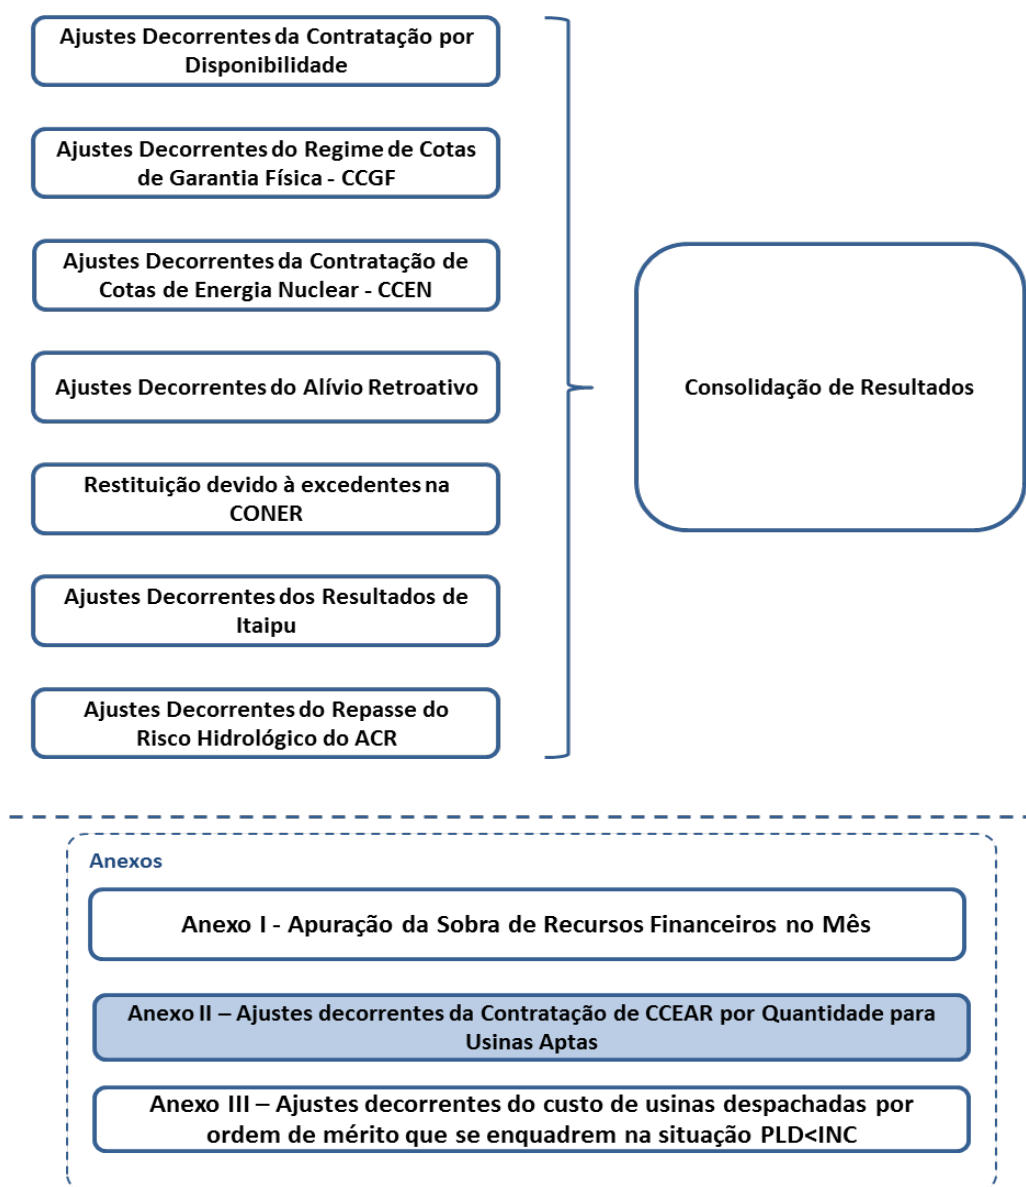 Ajustes Decorrentes da Contratação por
Disponibilidade
Ajustes Decorrentes do Regime de Cotas
de Garantia Física - CCGF
Ajustes Decorrentes da Contratação de
Cotas de Energia Nuclear - CCEN
Ajustes Decorrentes do Alívio Retroativo
Restituição devido à excedentes na
CONER
Ajustes Decorrentes dos Resultados de
Itaipu
Ajustes Decorrentes do Repasse do
Risco Hidrológico do ACR
Consolidação de Resultados
Anexos
Anexo I - Apuração da Sobra de Recursos Financeiros no Mês
Anexo II – Ajustes decorrentes da Contratação de CCEAR por Quantidade para
Usinas Aptas
Anexo III – Ajustes decorrentes do custo de usinas despachadas por
ordem de mérito que se enquadrem na situação PLD<INC